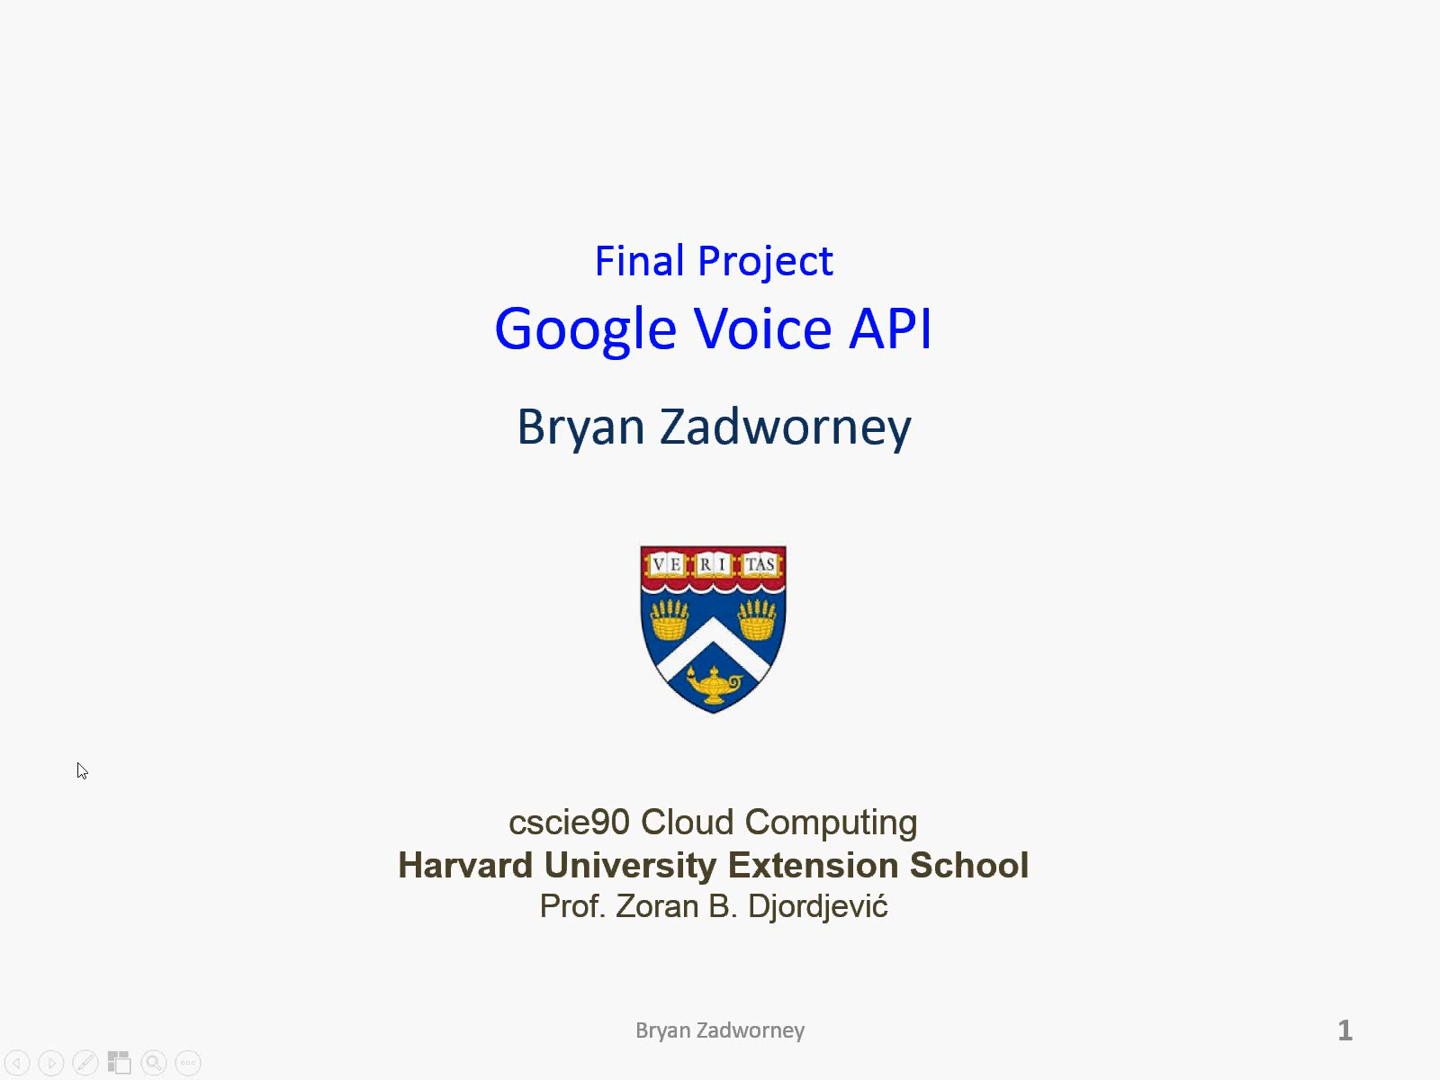 Final Project
Google Voice API
Bryan Zadworney
VE RI TAS
cscie90 Cloud Computing
Harvard University Extension School
Prof. Zoran B. Djordjević
Bryan Zadworney
1